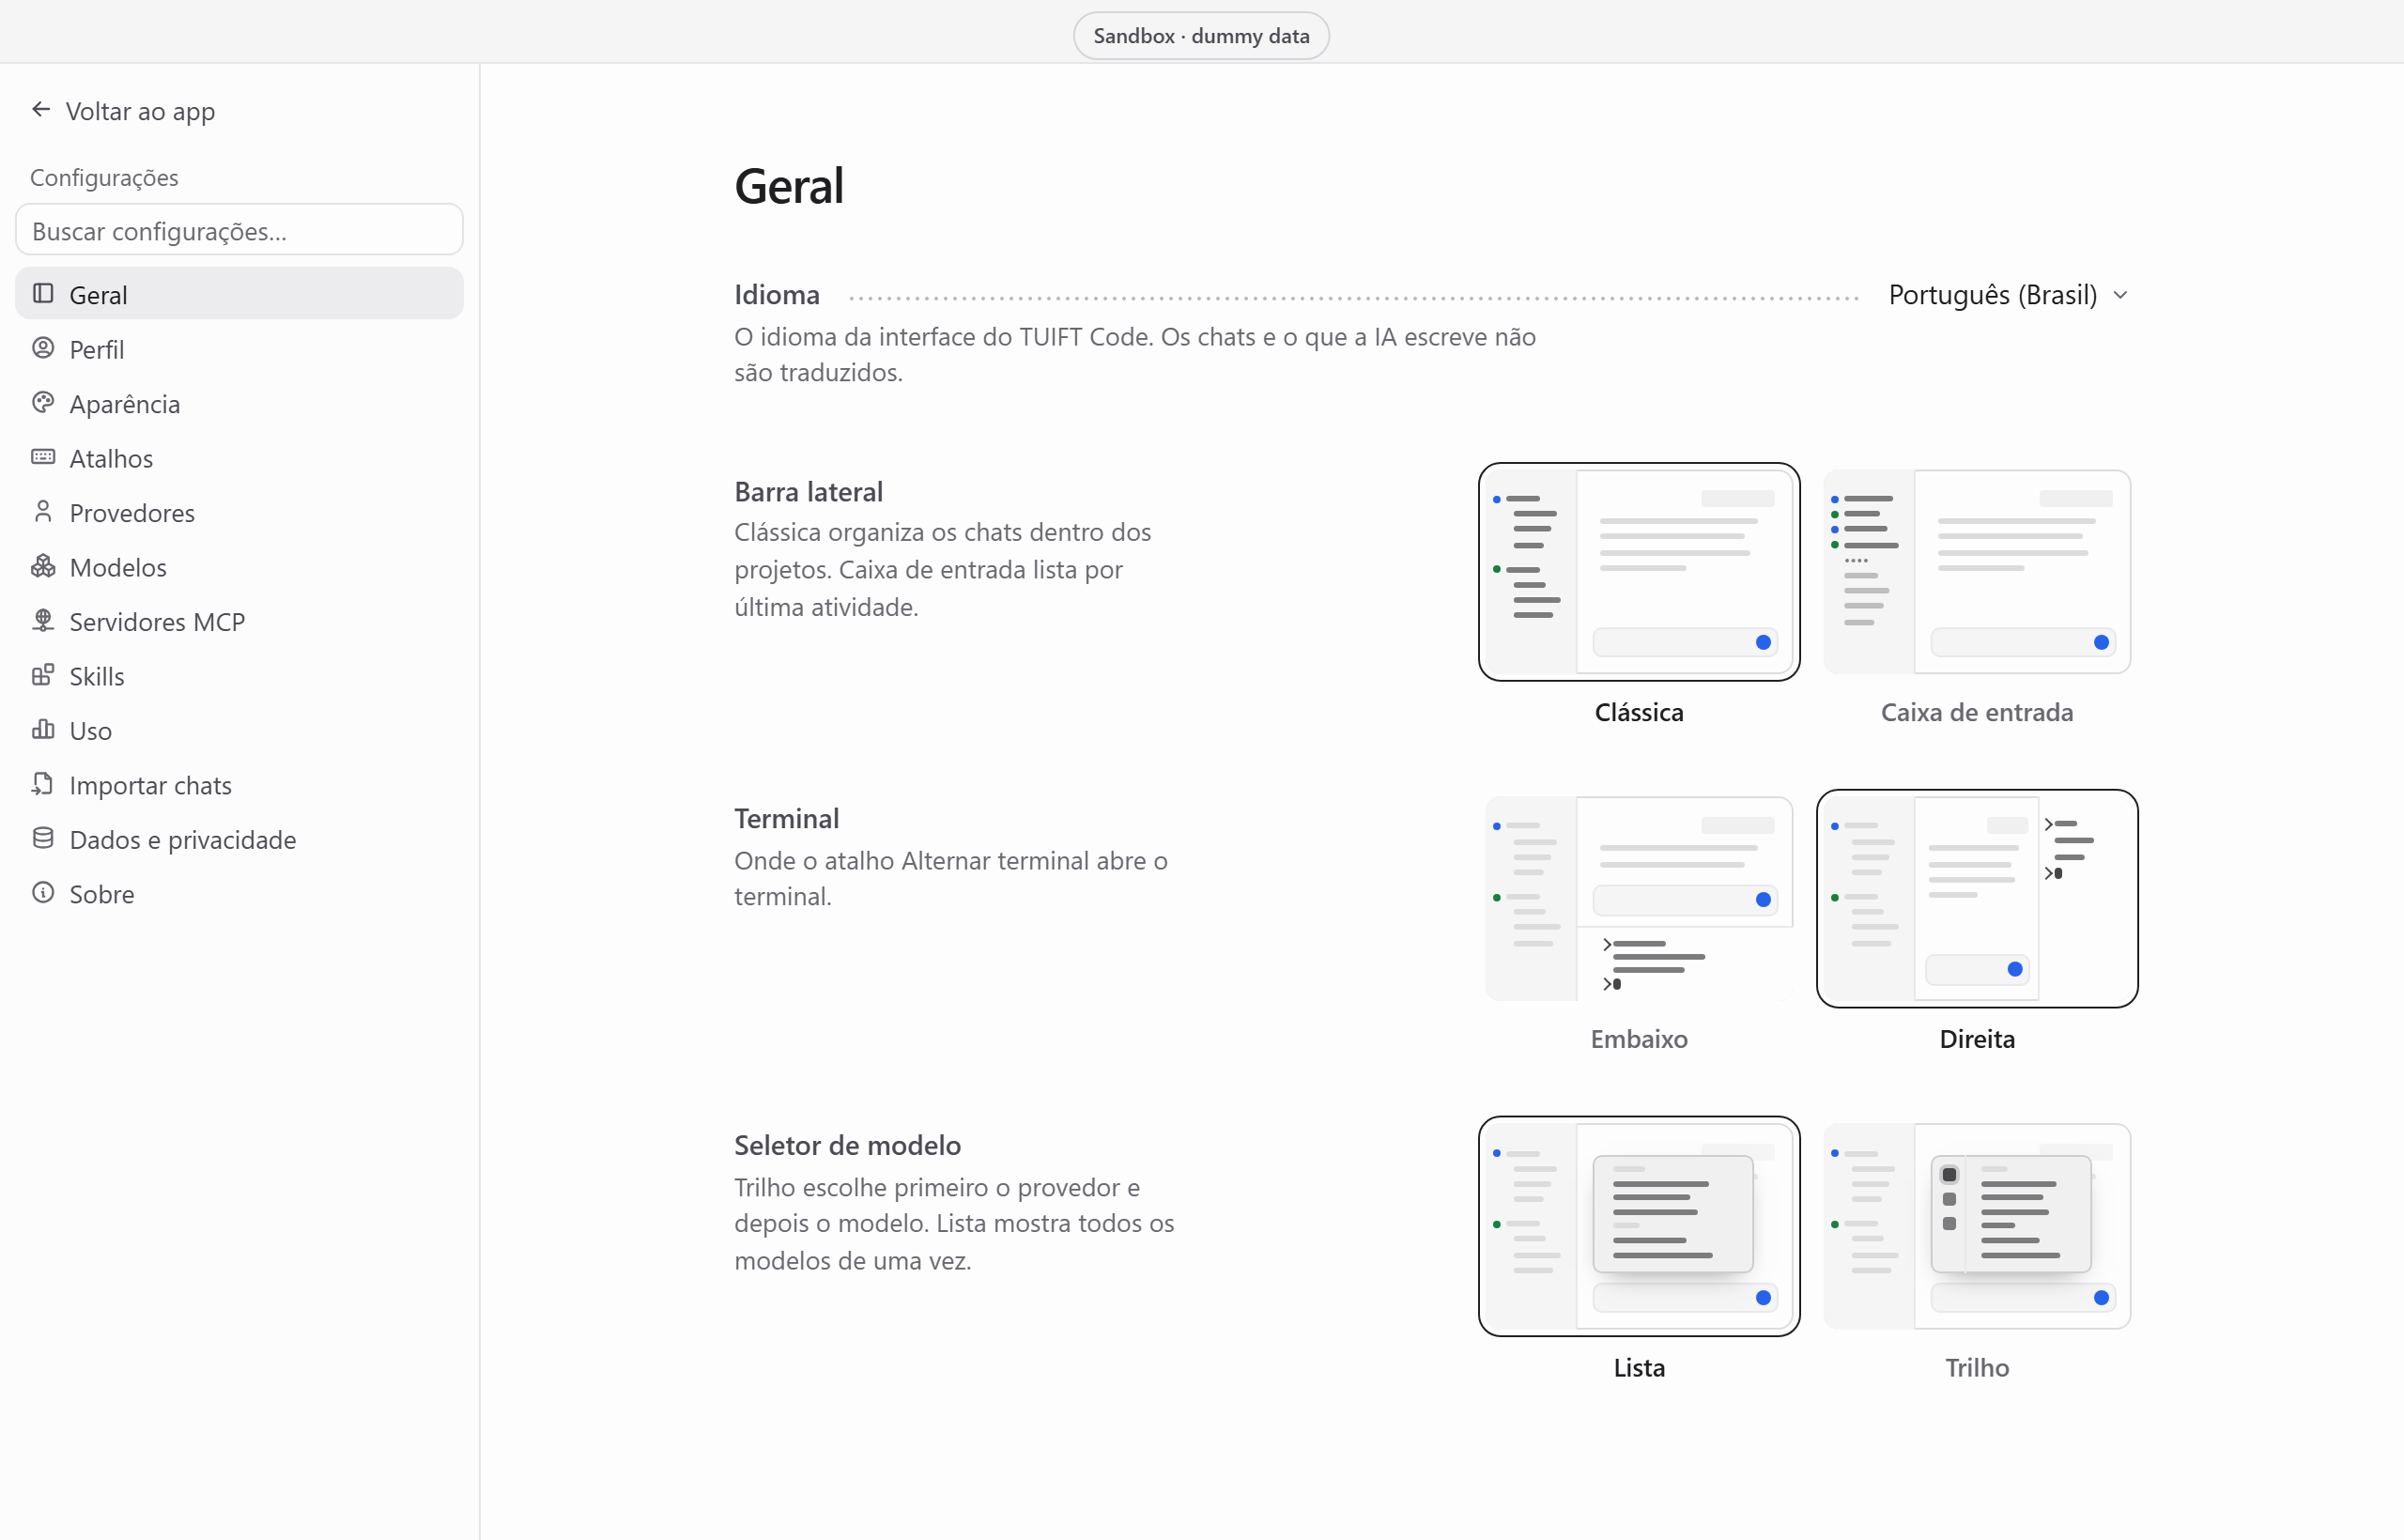 Sandbox · dummy data
Voltar ao app
Configurações
Buscar configurações...
Geral
Perfil
Aparência
Atalhos
Provedores
Modelos
Servidores MCP
Skills
Uso
Importar chats
Dados e privacidade
Sobre
Geral
Idioma
Português (Brasil)
O idioma da interface do TUIFT Code. Os chats e o que a IA escreve não
são traduzidos.
Barra lateral
Clássica organiza os chats dentro dos
projetos. Caixa de entrada lista por
última atividade.
Clássica
Caixa de entrada
Terminal
Onde o atalho Alternar terminal abre o
terminal.
Embaixo
Direita
Seletor de modelo
Trilho escolhe primeiro o provedor e
depois o modelo. Lista mostra todos os
modelos de uma vez.
Lista
Trilho